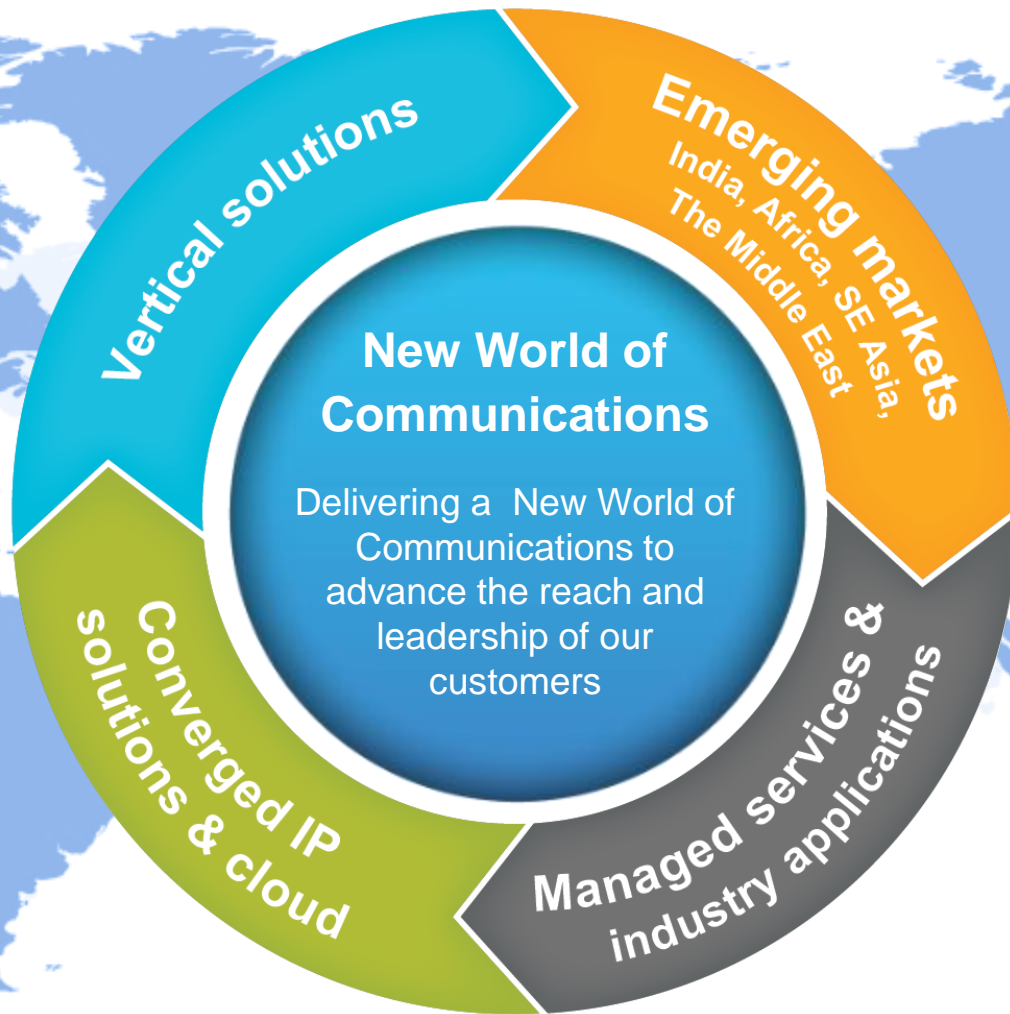 Vertical solutions
Emerging markets
India, Africa, SE Asia,
The Middle East
New World of
Communications
Delivering a  New World of
Communications to
advance the reach and
leadership of our
customers
Converged IP
solutions & cloud
Managed services &
industry applications